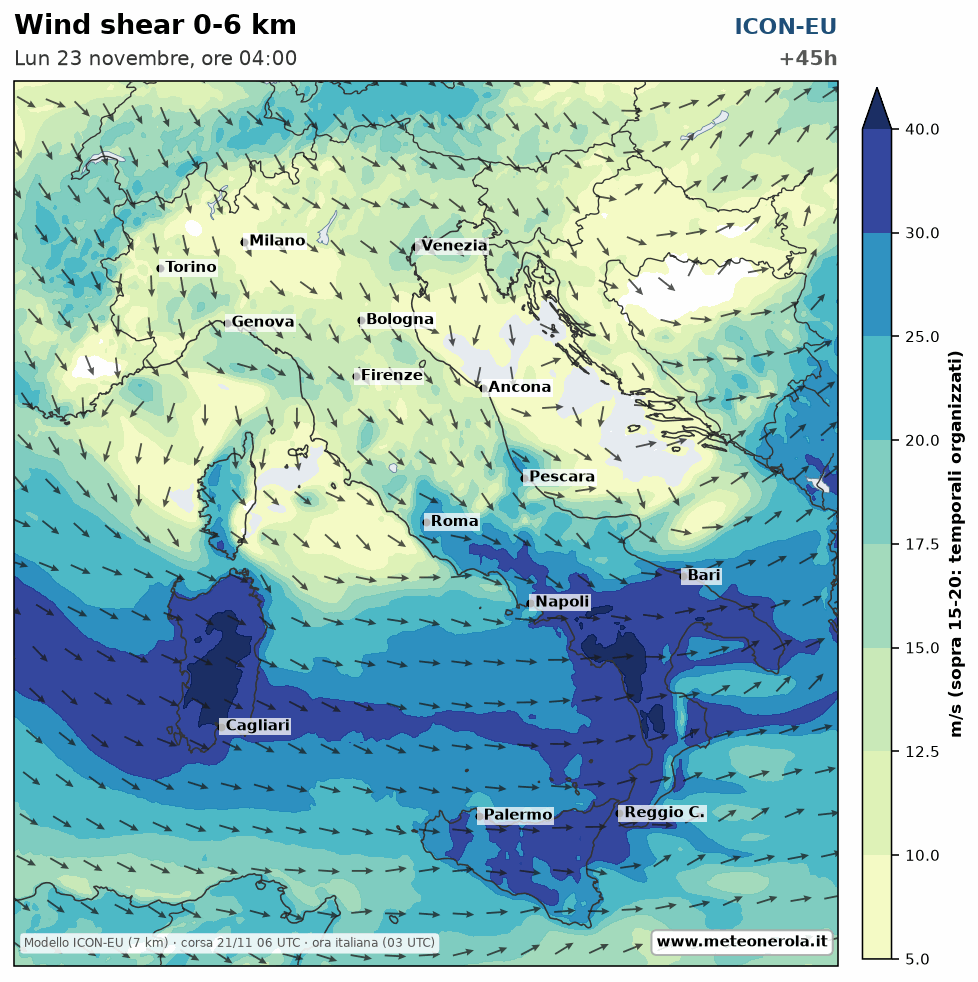 Wind shear 0-6 km
ICON-EU
Lun 23 novembre, ore 04:00
+45h
40.0
30.0
25.0
20.0
17.5
15.0
12.5
10.0
5.0
m/s (sopra 15-20: temporali organizzati)
Milano
Venezia
Torino
Genova
Bologna
Firenze
Ancona
Pescara
Roma
Bari
Napoli
Cagliari
Palermo
Reggio C.
Modello ICON-EU (7 km) · corsa 21/11 06 UTC · ora italiana (03 UTC)
www.meteonerola.it